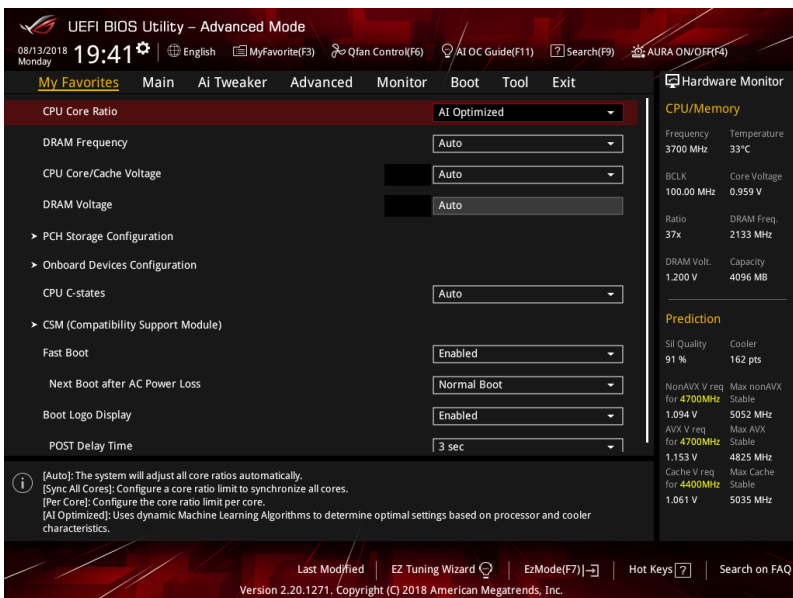 UEFI BIOS Utility – Advanced Mode
08/13/2018 Monday 19:41 English MyFavorite(F3) Qfan Control(F6) AI OC Guide(F11) ? Search(F9) AURA ON/OFF(F4)
My Favorites Main Ai Tweaker Advanced Monitor Boot Tool Exit
CPU Core Ratio AI Optimized
DRAM Frequency Auto
CPU Core/Cache Voltage Auto
DRAM Voltage Auto
> PCH Storage Configuration
> Onboard Devices Configuration
CPU C-states Auto
> CSM (Compatibility Support Module)
Fast Boot Enabled
Next Boot after AC Power Loss Normal Boot
Boot Logo Display Enabled
POST Delay Time 3 sec
i
[Auto]: The system will adjust all core ratios automatically.
[Sync All Cores]: Configure a core ratio limit to synchronize all cores.
[Per Core]: Configure the core ratio limit per core.
[AI Optimized]: Uses dynamic Machine Learning Algorithms to determine optimal settings based on processor and cooler
characteristics.
Hardware Monitor
CPU/Memory
Frequency Temperature
3700 MHz 33°C
BCLK Core Voltage
100.00 MHz 0.959 V
Ratio DRAM Freq.
37x 2133 MHz
DRAM Volt. Capacity
1.200 V 4096 MB
Prediction
Sil Quality Cooler
91 % 162 pts
NonAVX V req Max nonAVX
for 4700MHz Stable
1.094 V 5052 MHz
AVX V req Max AVX
for 4700MHz Stable
1.153 V 4825 MHz
Cache V req Max Cache
for 4400MHz Stable
1.061 V 5035 MHz
Last Modified EZ Tuning Wizard EzMode(F7) Hot Keys ? Search on FAQ
Version 2.20.1271. Copyright (C) 2018 American Megatrends, Inc.